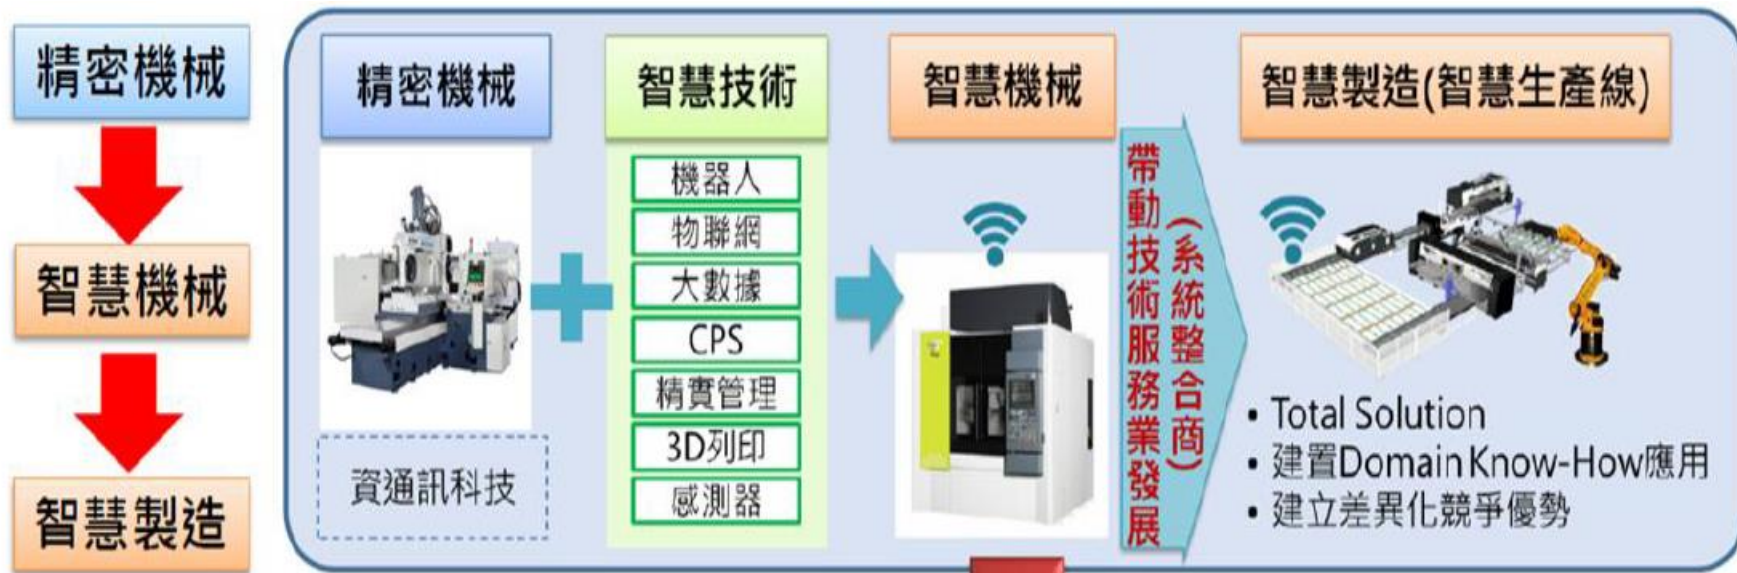 精密機械
智慧機械
智慧製造
精密機械
資通訊科技
智慧技術
機器人
物聯網
大數據
CPS
精實管理
3D列印
感測器
智慧機械
帶動技術服務業發展
(系統整合商)
智慧製造(智慧生產線)
• Total Solution
• 建置Domain Know-How應用
• 建立差異化競爭優勢